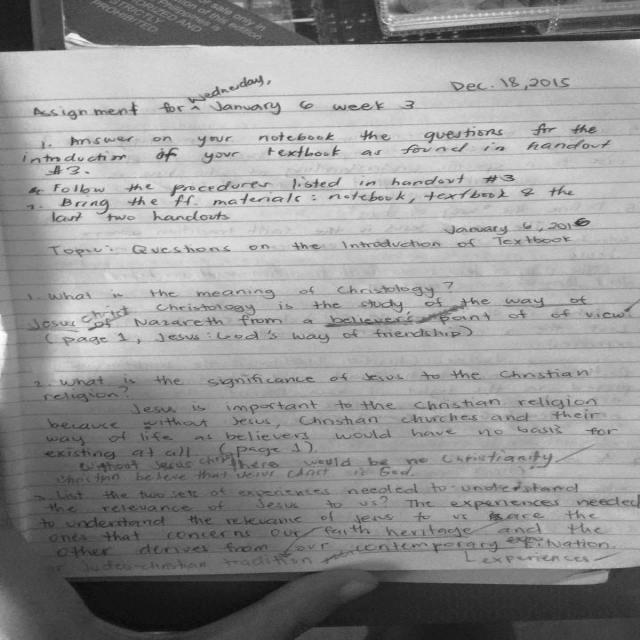 Dec. 18, 2015
Wednesday,
Assignment for January 6 week 3
1. Answer on your notebook the questions for the
introduction of your textbook as found in handout
#3.
2. Follow the procedures listed in handout #3
3. Bring the ff. materials: notebook, textbook & the
last two handouts
January 6, 2016
Topic: Questions on the Introduction of Textbook
1. What is the meaning of Christology?
Christology is the study of the way of
Jesus Christ of Nazareth from a believer's point of of view
(page 1, Jesus: God's way of friendship)
2. What is the significance of Jesus to the Christian
religion?
Jesus is important to the Christian religion
because without Jesus, Christian churches and their
way of life as believers would have no basis for
existing at all (page 1).
Without Jesus Christ there would be no Christianity
Christian believe that Jesus Christ is God
3. List the two sets of experiences needed to understand
the relevance of Jesus to us? The experiences needed
to understand the relevance of Jesus to us are the
ones that concerns our faith heritage and the
other derives from our contemporary situation
or Judeo-christian tradition experiences